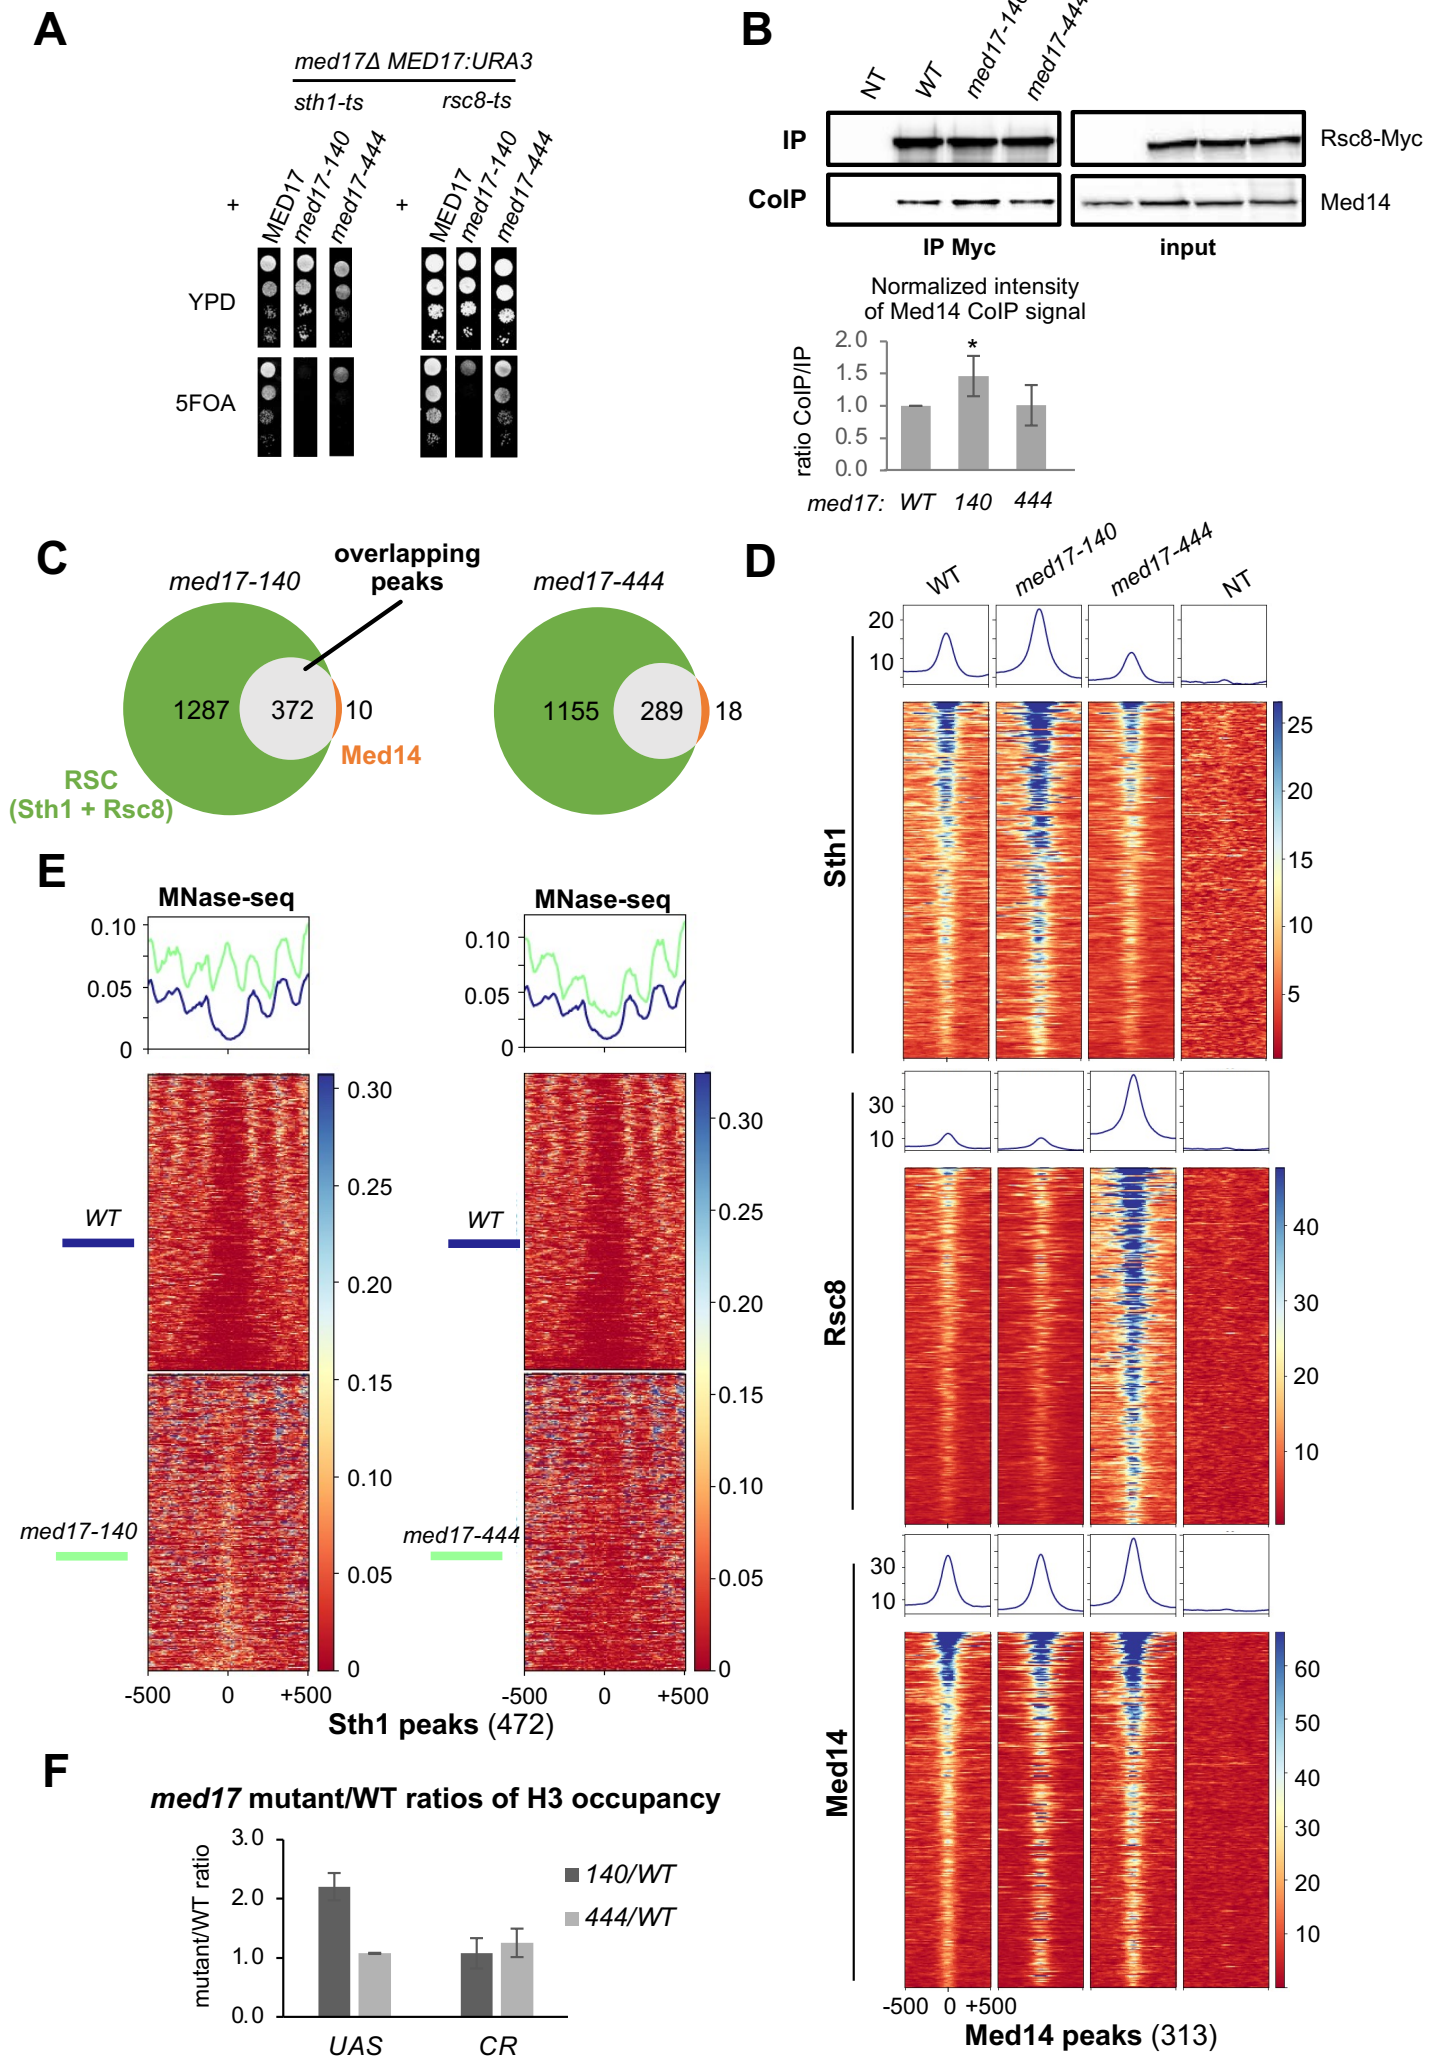 A
med17Δ MED17:URA3
sth1-ts
rsc8-ts
+
MED17
med17-140
med17-444
+
MED17
med17-140
med17-444
YPD
5FOA
B
NT
WT
med17-140
med17-444
IP
Rsc8-Myc
CoIP
Med14
IP Myc
input
Normalized intensity
of Med14 CoIP signal
ratio CoIP/IP
2.0
*
1.5
1.0
0.5
0.0
med17: WT 140 444
C
overlapping
peaks
med17-140
med17-444
1287
372
10
1155
289
18
Med14
RSC
(Sth1 + Rsc8)
D
WT
med17-140
med17-444
NT
20
10
Sth1
25
20
15
10
5
30
10
Rsc8
40
30
20
10
30
10
Med14
60
50
40
30
20
10
-500 0 +500
Med14 peaks (313)
E
MNase-seq
0.10
0.05
0
WT
med17-140
0.30
0.25
0.20
0.15
0.10
0.05
0
-500 0 +500
MNase-seq
0.10
0.05
0
WT
med17-444
0.30
0.25
0.20
0.15
0.10
0.05
0
-500 0 +500
Sth1 peaks (472)
F
med17 mutant/WT ratios of H3 occupancy
mutant/WT ratio
3.0
2.0
1.0
0.0
140/WT
444/WT
UAS
CR